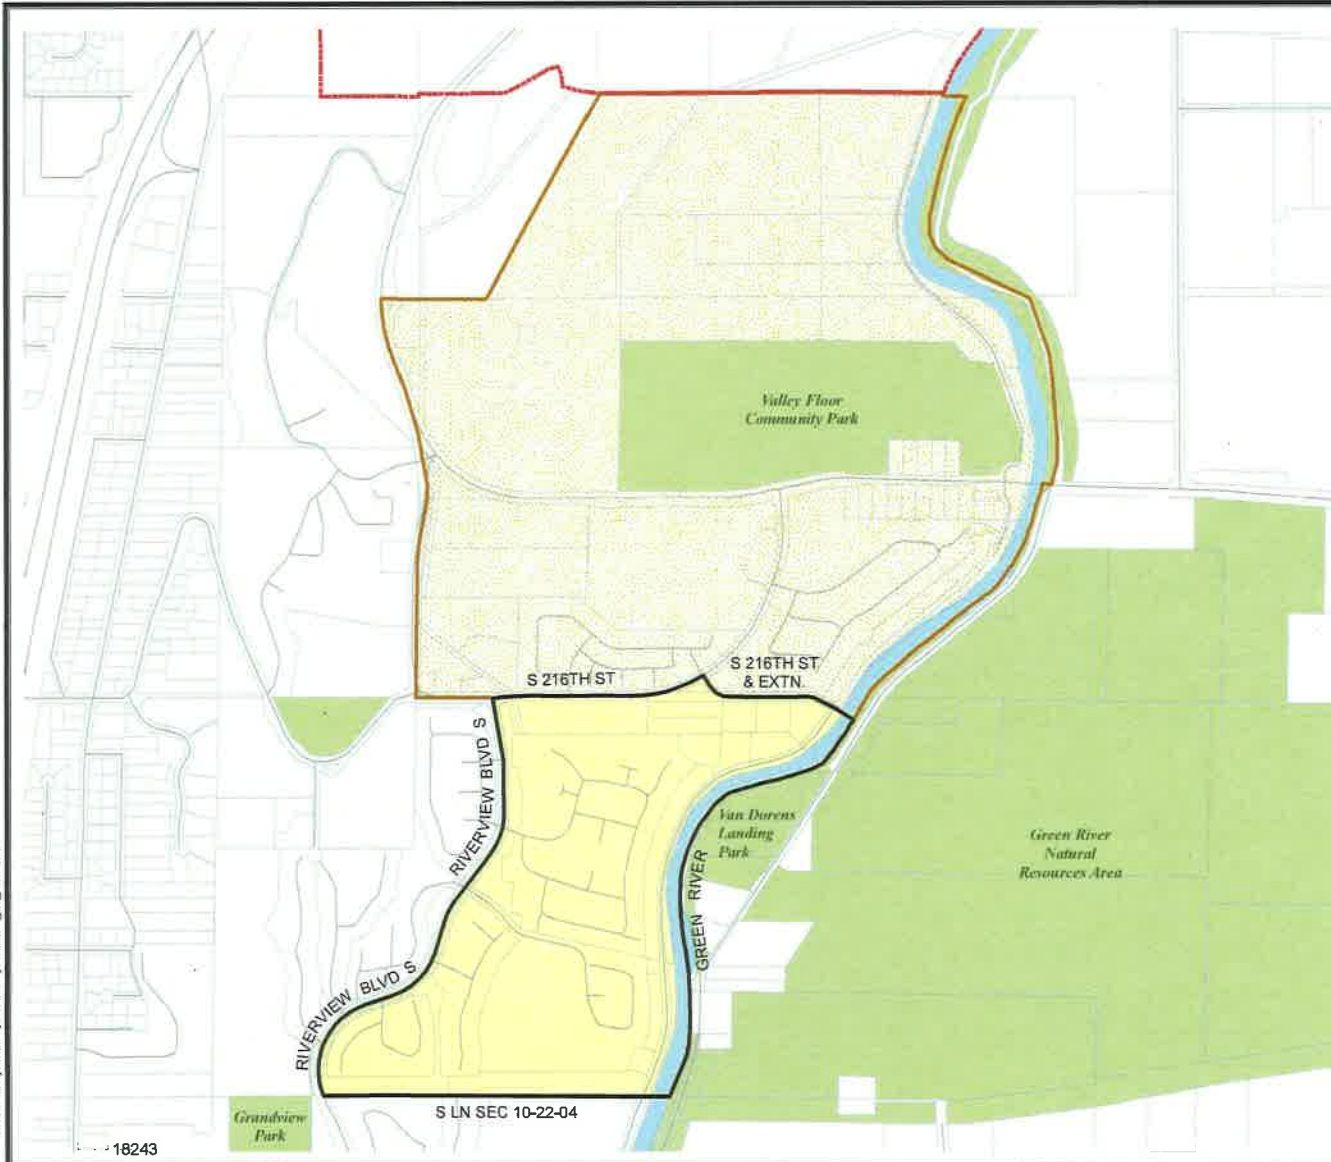 Valley Floor
Community Park
S 216TH ST
S 216TH ST
& EXTN.
RIVERVIEW BLVD S
Van Dorens
Landing
Park
Green River
Natural
Resources Area
GREEN RIVER
RIVERVIEW BLVD S
S LN SEC 10-22-04
Grandview
Park
18243